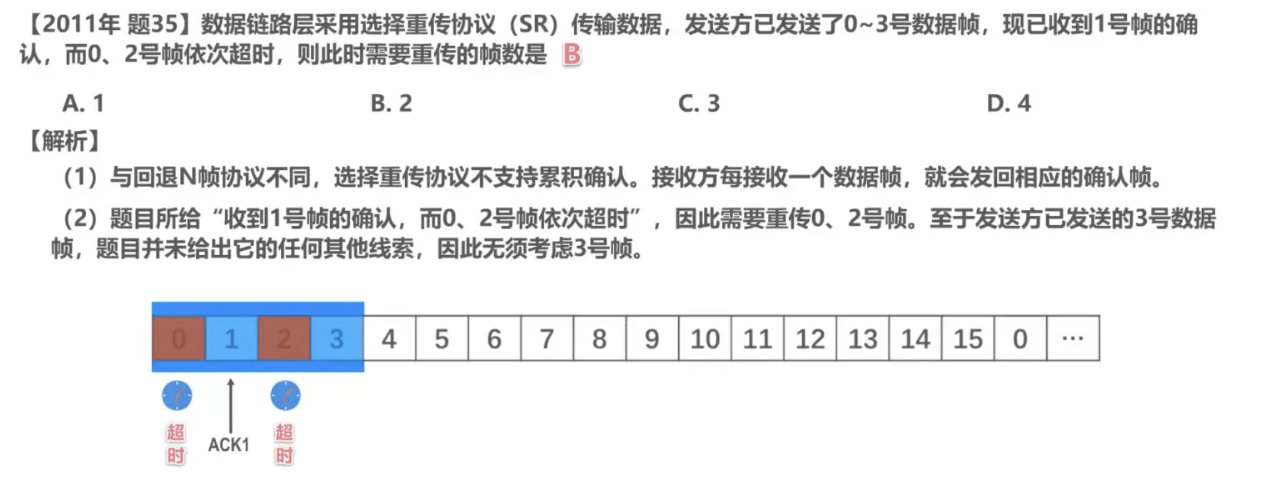 【2011年 题35】数据链路层采用选择重传协议（SR）传输数据，发送方已发送了0~3号数据帧，现已收到1号帧的确
认，而0、2号帧依次超时，则此时需要重传的帧数是 B
A. 1 B. 2 C. 3 D. 4
【解析】
（1）与回退N帧协议不同，选择重传协议不支持累积确认。接收方每接收一个数据帧，就会发回相应的确认帧。
（2）题目所给“收到1号帧的确认，而0、2号帧依次超时”，因此需要重传0、2号帧。至于发送方已发送的3号数据
帧，题目并未给出它的任何其他线索，因此无须考虑3号帧。
0 1 2 3 4 5 6 7 8 9 10 11 12 13 14 15 0 …
超时 ACK1 超时